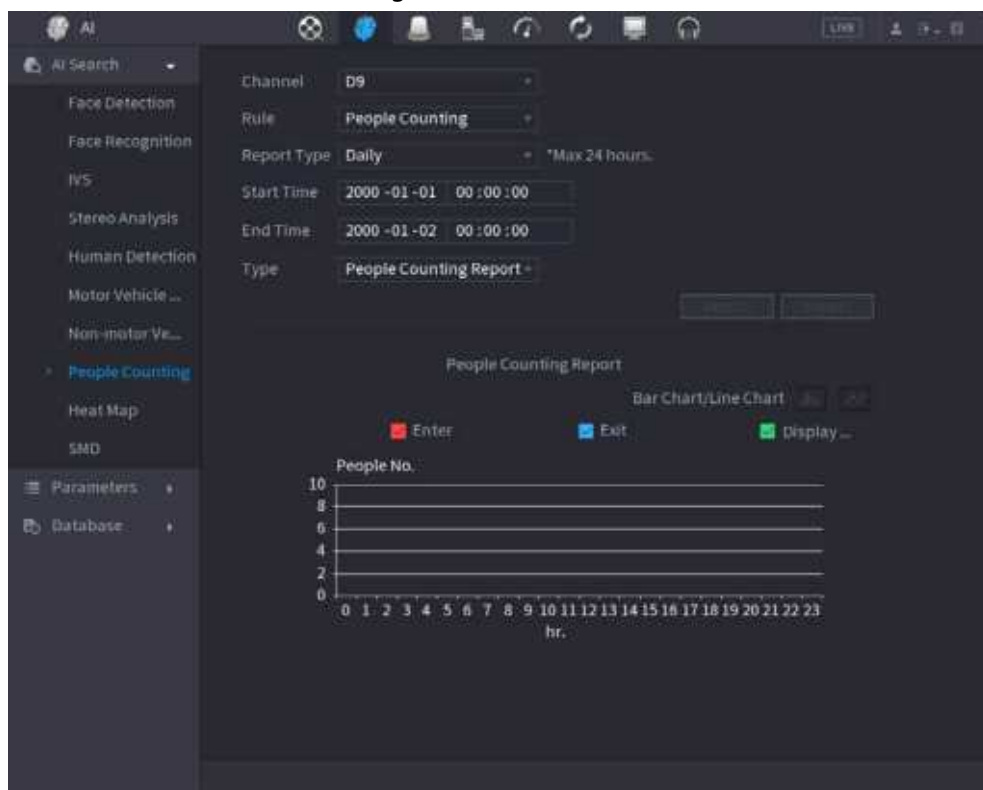 AI
LIVE
AI Search
Face Detection
Face Recognition
IVS
Stereo Analysis
Human Detection
Motor Vehicle ...
Non-motor Ve...
People Counting
Heat Map
SMD
Parameters
Database
Channel D9
Rule People Counting
Report Type Daily *Max 24 hours.
Start Time 2000 -01 -01 00 :00 :00
End Time 2000 -01 -02 00 :00 :00
Type People Counting Report
People Counting Report
Bar Chart/Line Chart
Enter Exit Display ...
People No.
10
8
6
4
2
0
0 1 2 3 4 5 6 7 8 9 10 11 12 13 14 15 16 17 18 19 20 21 22 23
hr.